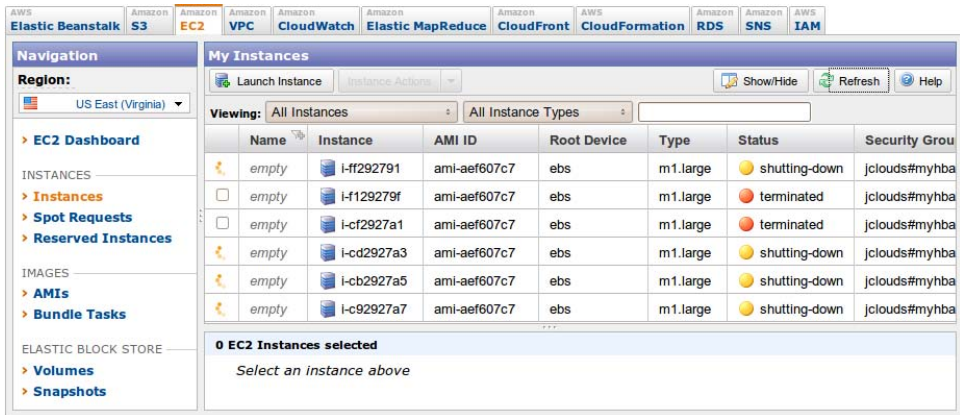 AWS Amazon Amazon Amazon Amazon Amazon Amazon AWS Amazon Amazon AWS
Elastic Beanstalk S3 EC2 VPC CloudWatch Elastic MapReduce CloudFront CloudFormation RDS SNS IAM
Navigation
Region:
US East (Virginia)
> EC2 Dashboard
INSTANCES
> Instances
> Spot Requests
> Reserved Instances
IMAGES
> AMIs
> Bundle Tasks
ELASTIC BLOCK STORE
> Volumes
> Snapshots
My Instances
Launch Instance Instance Actions Show/Hide Refresh Help
Viewing: All Instances All Instance Types
Name Instance AMI ID Root Device Type Status Security Grou
empty i-ff292791 ami-aef607c7 ebs m1.large shutting-down jclouds#myhba
empty i-f129279f ami-aef607c7 ebs m1.large terminated jclouds#myhba
empty i-cf2927a1 ami-aef607c7 ebs m1.large terminated jclouds#myhba
empty i-cd2927a3 ami-aef607c7 ebs m1.large shutting-down jclouds#myhba
empty i-cb2927a5 ami-aef607c7 ebs m1.large shutting-down jclouds#myhba
empty i-c92927a7 ami-aef607c7 ebs m1.large shutting-down jclouds#myhba
0 EC2 Instances selected
Select an instance above